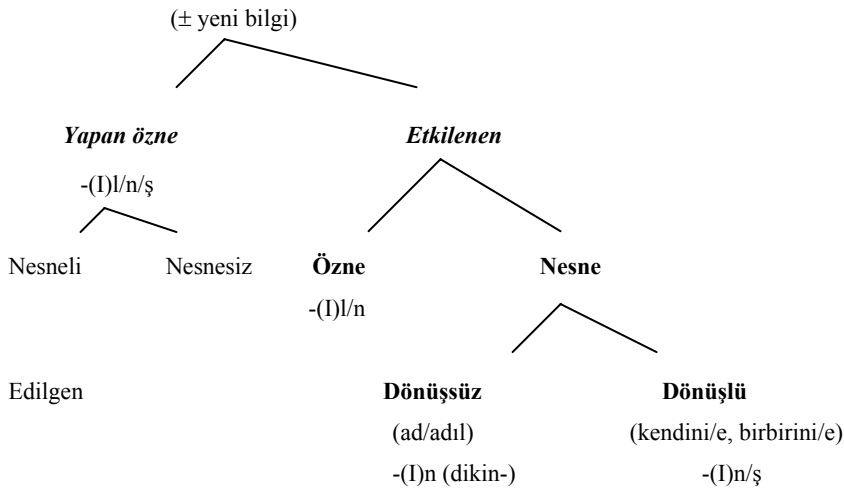 (± yeni bilgi)
Yapan özne Etkilenen
-(I)l/n/ş
Nesneli Nesnesiz Özne Nesne
-(I)l/n
Edilgen Dönüşsüz Dönüşlü
(ad/adıl) (kendini/e, birbirini/e)
-(I)n (dikin-) -(I)n/ş